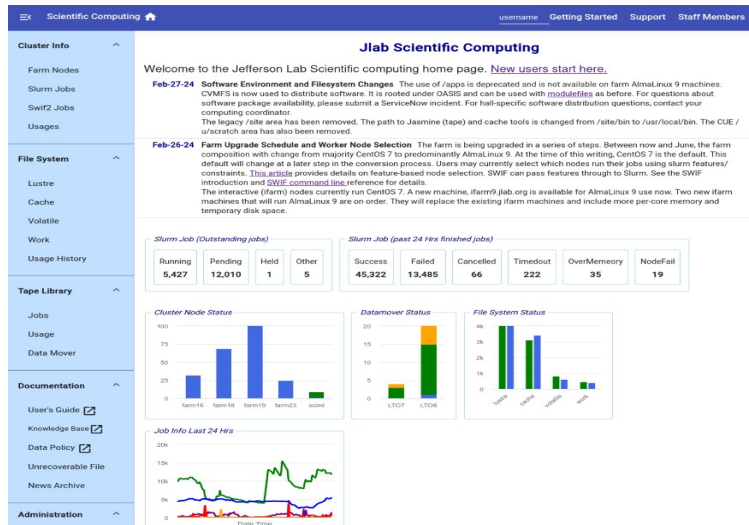 Scientific Computing
username Getting Started Support Staff Members
Cluster Info
Farm Nodes
Slurm Jobs
Swif2 Jobs
Usages
File System
Lustre
Cache
Volatile
Work
Usage History
Tape Library
Jobs
Usage
Data Mover
Documentation
User's Guide
Knowledge Base
Data Policy
Unrecoverable File
News Archive
Administration
Jlab Scientific Computing
Welcome to the Jefferson Lab Scientific computing home page. New users start here.
Feb-27-24 Software Environment and Filesystem Changes The use of /apps is deprecated and is not available on farm AlmaLinux 9 machines.
CVMFS is now used to distribute software. It is rooted under OASIS and can be used with modulefiles as before. For questions about
software package availability, please submit a ServiceNow incident. For hall-specific software distribution questions, contact your
computing coordinator.
The legacy /site area has been removed. The path to Jasmine (tape) and cache tools is changed from /site/bin to /usr/local/bin. The CUE /
u/scratch area has also been removed.
Feb-26-24 Farm Upgrade Schedule and Worker Node Selection The farm is being upgraded in a series of steps. Between now and June, the farm
composition with change from majority CentOS 7 to predominantly AlmaLinux 9. At the time of this writing, CentOS 7 is the default. This
default will change at a later step in the conversion process. Users may currently select which nodes run their jobs using slurm features/
constraints. This article provides details on feature-based node selection. SWIF can pass features through to Slurm. See the SWIF
introduction and SWIF command line reference for details.
The interactive (ifarm) nodes currently run CentOS 7. A new machine, ifarm9.jlab.org is available for AlmaLinux 9 use now. Two new ifarm
machines that will run AlmaLinux 9 are on order. They will replace the existing ifarm machines and include more per-core memory and
temporary disk space.
Slurm Job (Outstanding jobs)
Running Pending Held Other
5,427 12,010 1 5
Slurm Job (past 24 Hrs finished jobs)
Success Failed Cancelled Timedout OverMemeory NodeFail
45,322 13,485 66 222 35 19
Cluster Node Status
100
75
50
25
0
farm16 farm18 farm19 farm23 sciml
Datamover Status
20
15
10
5
0
LTO7 LTO8
File System Status
4k
3k
2k
1k
0
lustre cache volatile work
Job Info Last 24 Hrs
20k
15k
10k
5k
0
Date Time